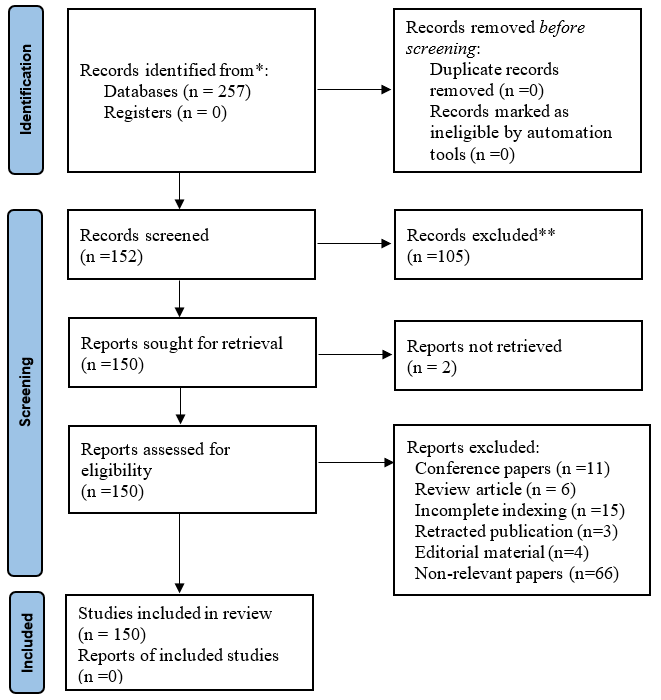 Identification
Records identified from*:
Databases (n = 257)
Registers (n = 0)
Records removed before
screening:
Duplicate records
removed (n =0)
Records marked as
ineligible by automation
tools (n =0)
Screening
Records screened
(n =152)
Records excluded**
(n =105)
Reports sought for retrieval
(n =150)
Reports not retrieved
(n = 2)
Reports assessed for
eligibility
(n =150)
Reports excluded:
Conference papers (n =11)
Review article (n = 6)
Incomplete indexing (n =15)
Retracted publication (n=3)
Editorial material (n=4)
Non-relevant papers (n=66)
Included
Studies included in review
(n = 150)
Reports of included studies
(n =0)